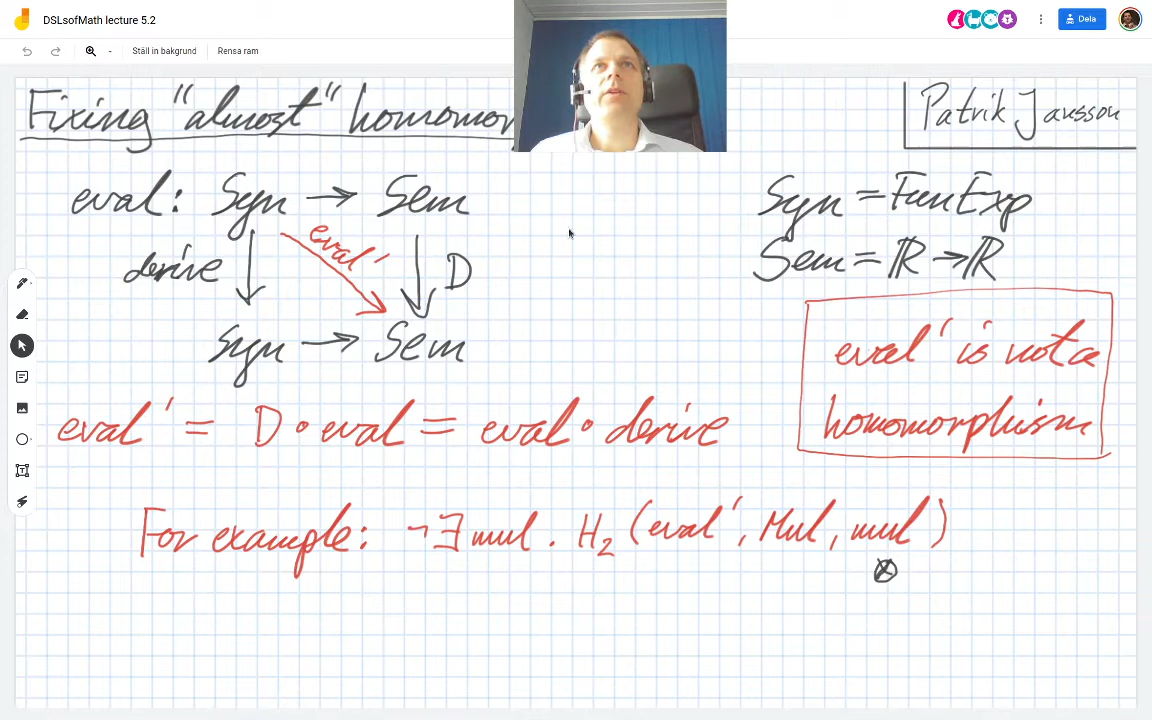 DSLsofMath lecture 5.2
Dela
Ställ in bakgrund
Rensa ram
Fixing "almost" homomor
Patrik Jansson
eval: Syn → Sem
Syn = FunExp
derive
eval'
D
Sem = ℝ → ℝ
Syn → Sem
eval' is not a
homomorphism
eval' = D ∘ eval = eval ∘ derive
For example: ¬∃ mul. H₂(eval', Mul, mul)